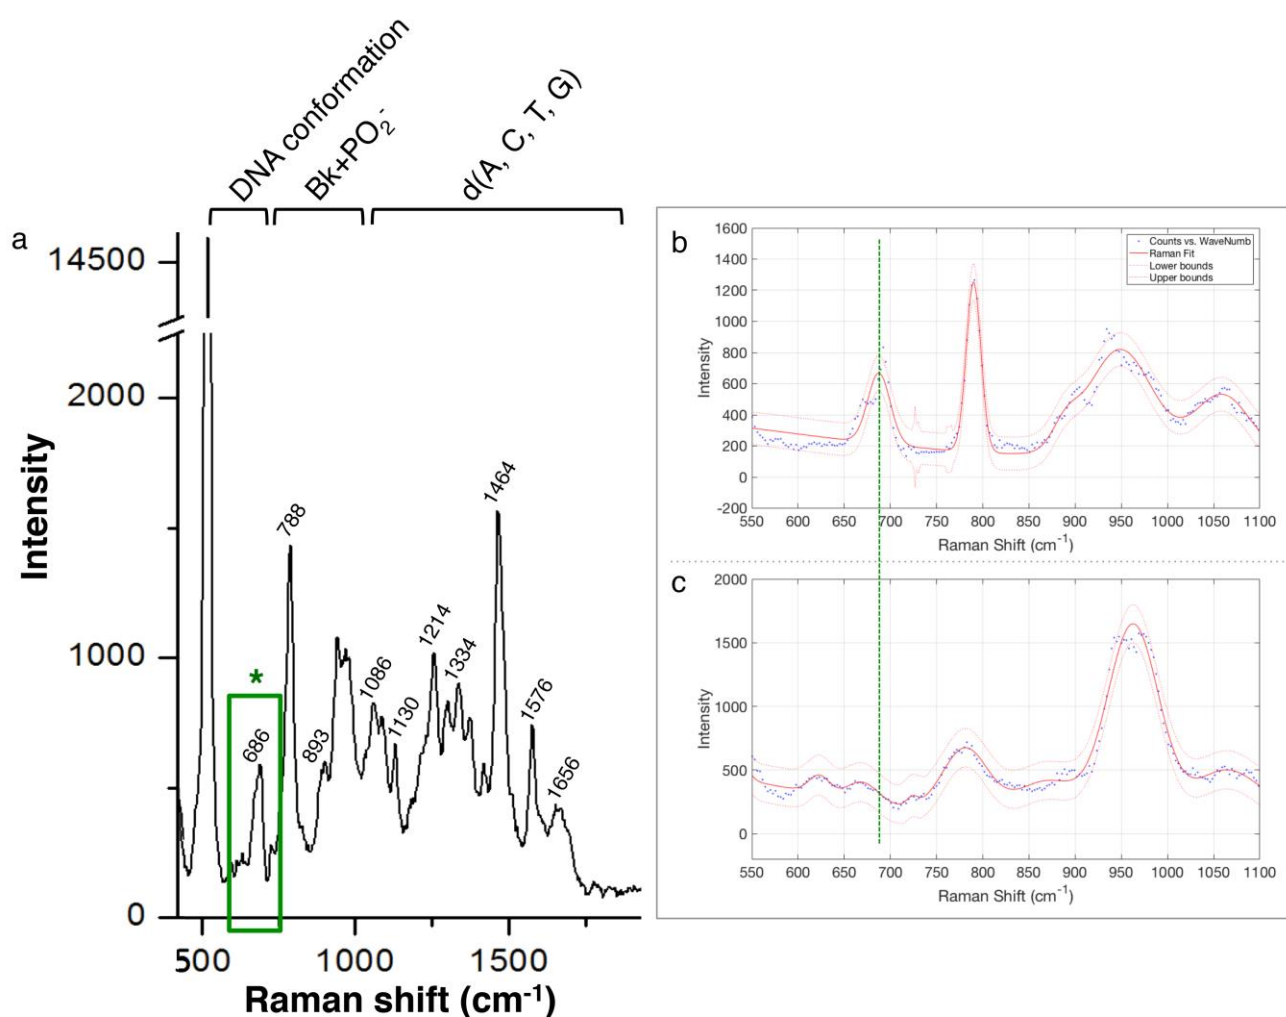 DNA conformation
Bk+PO₂⁻
d(A, C, T, G)
a
14500
2000
1000
0
Intensity
686
*
788
893
1086
1130
1214
1334
1464
1576
1656
500
1000
1500
Raman shift (cm⁻¹)
b
1600
1400
1200
1000
800
600
400
200
0
-200
Intensity
Counts vs. WaveNumb
Raman Fit
Lower bounds
Upper bounds
550 600 650 700 750 800 850 900 950 1000 1050 1100
Raman Shift (cm⁻¹)
c
2000
1500
1000
500
0
Intensity
550 600 650 700 750 800 850 900 950 1000 1050 1100
Raman Shift (cm⁻¹)